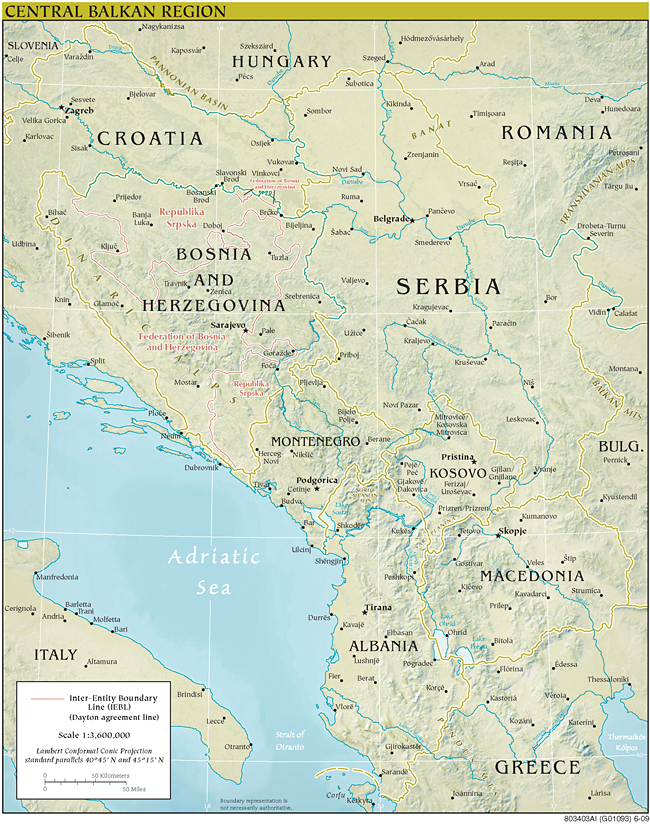 CENTRAL BALKAN REGION
SLOVENIA
Celje
Varaždin
Nagykanizsa
Kaposvár
Szekszárd
HUNGARY
Pécs
Szeged
Hódmezővásárhely
Arad
Deva
Hunedoara
PANNONIAN BASIN
Subotica
Kikinda
Sombor
BANAT
Timişoara
ROMANIA
Petroşani
Sesvete
Zagreb
Velika Gorica
Bjelovar
Karlovac
Sisak
CROATIA
Osijek
Vukovar
Vinkovci
Slavonski
Brod
Bosanski
Brod
Federation of Bosnia
and Herzegovina
Novi Sad
Danube
Ruma
Zrenjanin
Reşiţa
Vrsac
TRANSYLVANIAN ALPS
Târgu Jiu
Bihać
Prijedor
Banja
Luka
Republika
Srpska
Doboj
Brčko
Bijeljina
Šabac
Belgrade
Pančevo
Smederevo
Danube
Drobeta-Turnu
Severin
Udbina
Ključ
BOSNIA
AND
HERZEGOVINA
Tuzla
Travnik
Zenica
Srebrenica
Valjevo
SERBIA
Bor
Vidin
Calafat
Knin
Glamoč
DINARIC ALPS
Sarajevo
Pale
Federation of Bosnia
and Herzegovina
Goražde
Foča
Užice
Kragujevac
Čačak
Kraljevo
Paraćin
Šibenik
Split
Mostar
Republika
Srpska
Priboj
Pljevlja
Kruševac
Niš
Montana
BALKAN MTS.
Ploče
Neum
Bijelo
Polje
Novi Pazar
Mitrovicë/
Kosovska
Mitrovica
Leskovac
MONTENEGRO
Berane
Nikšić
Herceg
Novi
Dubrovnik
Pristina
KOSOVO
Pejë/
Peć
Gjakovë/
Đakovica
Ferizaj/
Uroševac
Gjilan/
Gnjilane
Vranje
BULG.
Pernick
Kyustendil
Tivat
Podgorica
Cetinje
Budva
Bar
Shkodër
Prizren/Prizren
Kukës
Tetovo
Skopje
Kumanovo
Adriatic
Sea
Ulcinj
Shëngjin
Peshkopi
Gostivar
Veles
Štip
MACEDONIA
Kičevo
Kavadarci
Strumica
Prilep
Manfredonia
Cerignola
Andria
Barletta
Trani
Molfetta
Bari
Durrës
Tirana
Kavajë
Elbasan
Lake
Ohrid
Ohrid
Bitola
ITALY
Altamura
ALBANIA
Lushnjë
Pogradec
Flórina
Édessa
Thessaloníki
Fier
Berat
Korçë
Kastoriá
Véroia
Brindisi
Lecce
Otranto
Strait of
Otranto
Vlorë
Gjirokastër
Sarandë
Kozáni
Kateríni
Thermaïkós
Kólpos
GREECE
Corfu
Kérkyra
Ioannina
Lárisa
Inter-Entity Boundary
Line (IEBL)
(Dayton agreement line)
Scale 1:3,600,000
Lambert Conformal Conic Projection
standard parallels 40°45' N and 45°15' N
0 50 Kilometers
0 50 Miles
Boundary representation is
not necessarily authoritative.
803403AI (G01093) 6-09